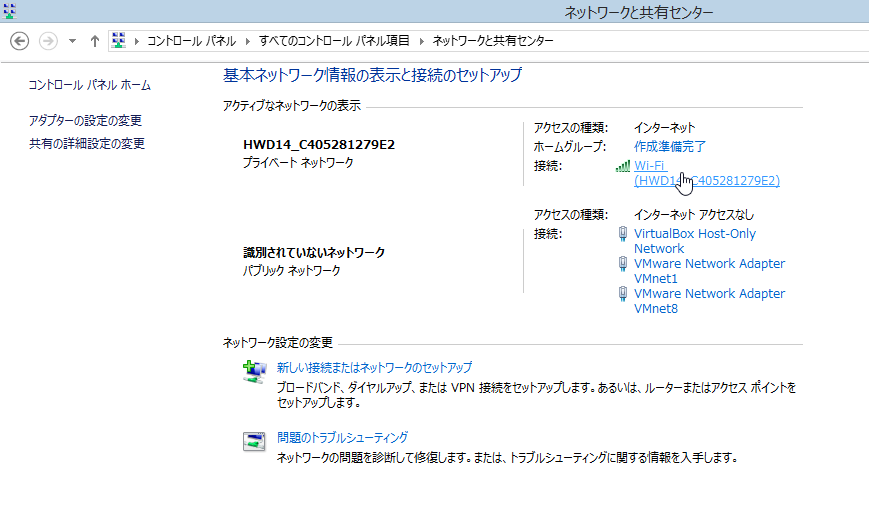 ネットワークと共有センター
コントロール パネル ▸ すべてのコントロール パネル項目 ▸ ネットワークと共有センター
コントロール パネル ホーム
アダプターの設定の変更
共有の詳細設定の変更
基本ネットワーク情報の表示と接続のセットアップ
アクティブなネットワークの表示
HWD14_C405281279E2
プライベート ネットワーク
アクセスの種類: インターネット
ホームグループ: 作成準備完了
接続: Wi-Fi
(HWD14_C405281279E2)
識別されていないネットワーク
パブリック ネットワーク
アクセスの種類: インターネット アクセスなし
接続: VirtualBox Host-Only
Network
VMware Network Adapter
VMnet1
VMware Network Adapter
VMnet8
ネットワーク設定の変更
新しい接続またはネットワークのセットアップ
ブロードバンド、ダイヤルアップ、または VPN 接続をセットアップします。あるいは、ルーターまたはアクセス ポイントを
セットアップします。
問題のトラブルシューティング
ネットワークの問題を診断して修復します。または、トラブルシューティングに関する情報を入手します。